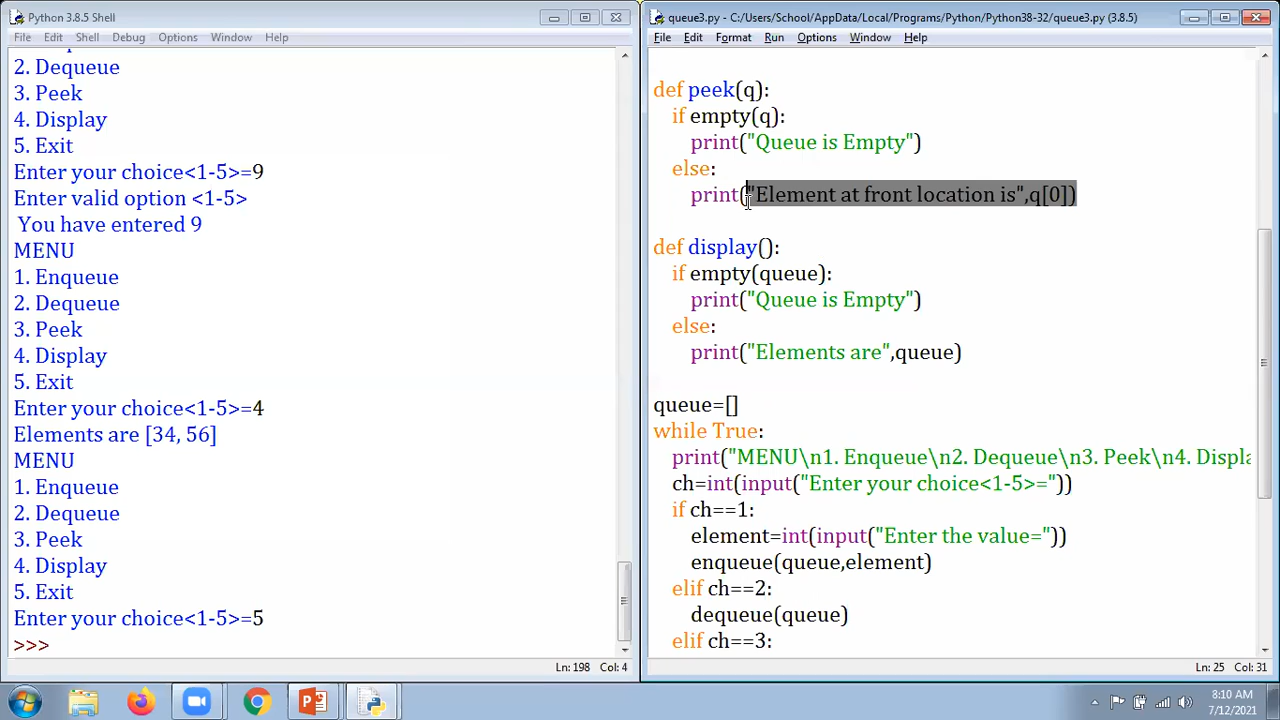 Python 3.8.5 Shell
File Edit Shell Debug Options Window Help
2. Dequeue
3. Peek
4. Display
5. Exit
Enter your choice<1-5>=9
Enter valid option <1-5>
 You have entered 9
MENU
1. Enqueue
2. Dequeue
3. Peek
4. Display
5. Exit
Enter your choice<1-5>=4
Elements are [34, 56]
MENU
1. Enqueue
2. Dequeue
3. Peek
4. Display
5. Exit
Enter your choice<1-5>=5
>>>
Ln: 198 Col: 4
queue3.py - C:/Users/School/AppData/Local/Programs/Python/Python38-32/queue3.py (3.8.5)
File Edit Format Run Options Window Help
def peek(q):
  if empty(q):
    print("Queue is Empty")
  else:
    print("Element at front location is",q[0])
def display():
  if empty(queue):
    print("Queue is Empty")
  else:
    print("Elements are",queue)
queue=[]
while True:
  print("MENU\n1. Enqueue\n2. Dequeue\n3. Peek\n4. Displa
  ch=int(input("Enter your choice<1-5>="))
  if ch==1:
    element=int(input("Enter the value="))
    enqueue(queue,element)
  elif ch==2:
    dequeue(queue)
  elif ch==3:
Ln: 25 Col: 31
8:10 AM
7/12/2021